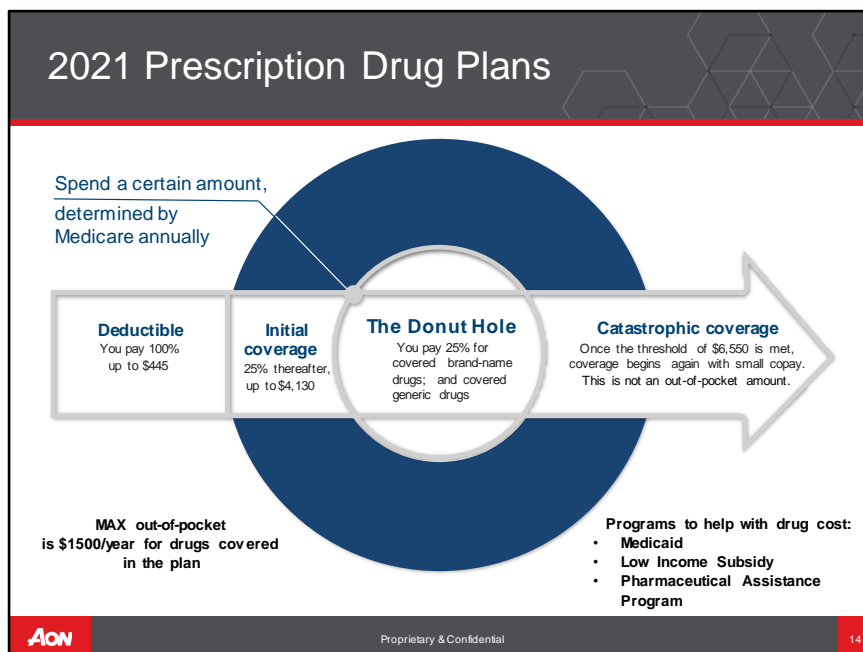 2021 Prescription Drug Plans
Spend a certain amount,
determined by
Medicare annually
Deductible
You pay 100%
up to $445
Initial
coverage
25% thereafter,
up to $4,130
The Donut Hole
You pay 25% for
covered brand-name
drugs; and covered
generic drugs
Catastrophic coverage
Once the threshold of $6,550 is met,
coverage begins again with small copay.
This is not an out-of-pocket amount.
MAX out-of-pocket
is $1500/year for drugs covered
in the plan
Programs to help with drug cost:
• Medicaid
• Low Income Subsidy
• Pharmaceutical Assistance
Program
AON
Proprietary & Confidential
14